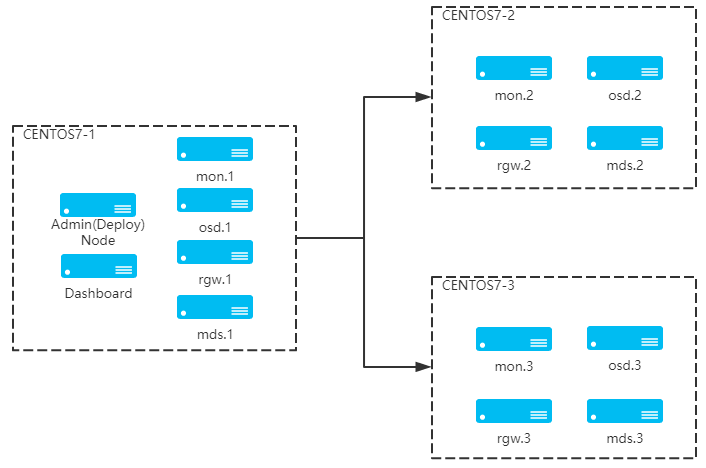 CENTOS7-1
mon.1
osd.1
Admin(Deploy)
Node
rgw.1
Dashboard
mds.1
CENTOS7-2
mon.2
osd.2
rgw.2
mds.2
CENTOS7-3
mon.3
osd.3
rgw.3
mds.3